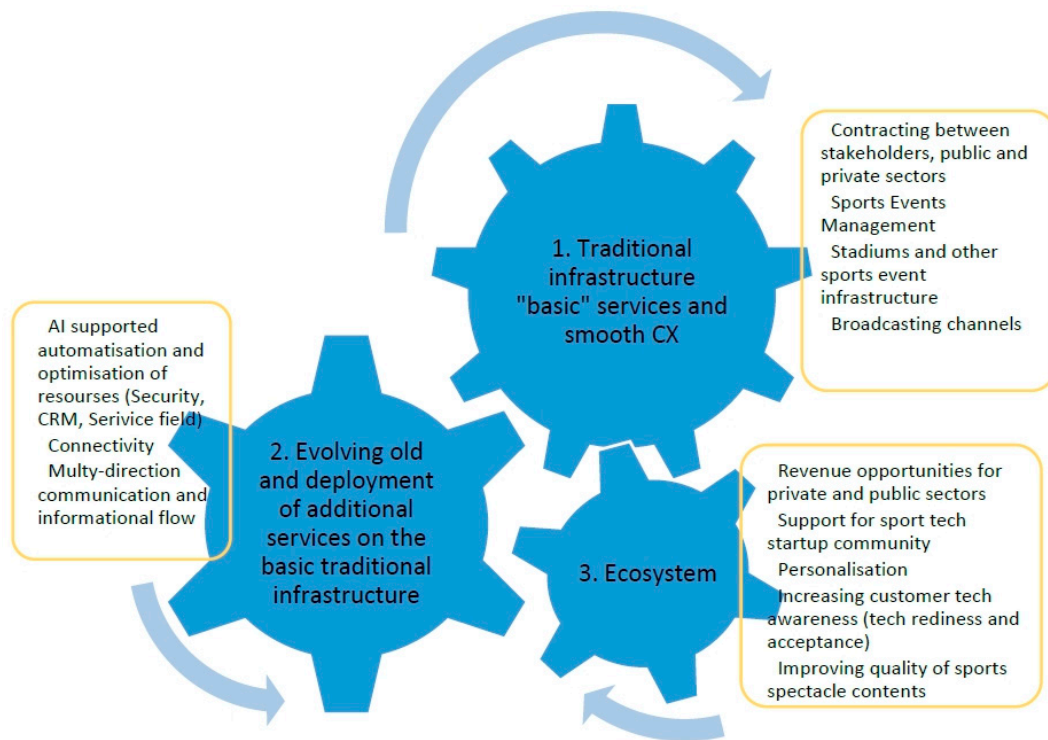 1. Traditional
infrastructure
"basic" services and
smooth CX
Contracting between
stakeholders, public and
private sectors
Sports Events
Management
Stadiums and other
sports event
infrastructure
Broadcasting channels
2. Evolving old
and deployment
of additional
services on the
basic traditional
infrastructure
AI supported
automatisation and
optimisation of
resourses (Security,
CRM, Serivice field)
Connectivity
Multy-direction
communication and
informational flow
3. Ecosystem
Revenue opportunities for
private and public sectors
Support for sport tech
startup community
Personalisation
Increasing customer tech
awareness (tech rediness and
acceptance)
Improving quality of sports
spectacle contents